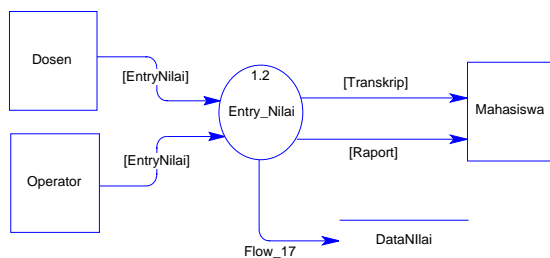 Dosen
[EntryNilai]
1.2
Entry_Nilai
[Transkrip]
Mahasiswa
[Raport]
Operator
[EntryNilai]
Flow_17
DataNIlai